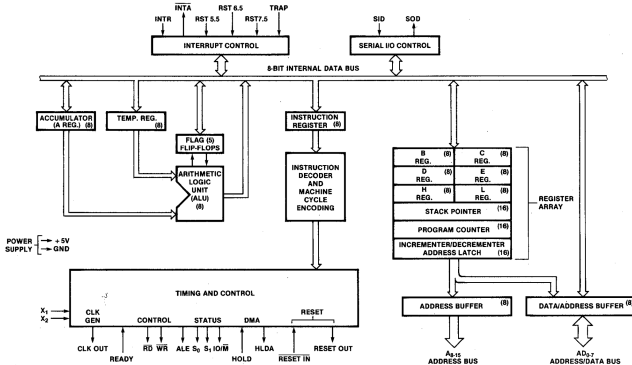 INTR
INTA
RST 5.5
RST 6.5
RST7.5
TRAP
SID
SOD
INTERRUPT CONTROL
SERIAL I/O CONTROL
8-BIT INTERNAL DATA BUS
ACCUMULATOR
(A REG.) (8)
TEMP. REG.
(8)
FLAG (5)
FLIP-FLOPS
ARITHMETIC
LOGIC
UNIT
(ALU)
(8)
INSTRUCTION
REGISTER (8)
INSTRUCTION
DECODER
AND
MACHINE
CYCLE
ENCODING
B (8)
REG.
C (8)
REG.
D (8)
REG.
E (8)
REG.
H (8)
REG.
L (8)
REG.
STACK POINTER (16)
PROGRAM COUNTER (16)
INCREMENTER/DECREMENTER
ADDRESS LATCH (16)
REGISTER
ARRAY
POWER
SUPPLY
+5V
GND
TIMING AND CONTROL
X1
X2
CLK
GEN
CONTROL
STATUS
DMA
RESET
CLK OUT
READY
RD
WR
ALE
S0
S1
IO/M
HOLD
HLDA
RESET IN
RESET OUT
ADDRESS BUFFER (8)
DATA/ADDRESS BUFFER (8)
A8-15
ADDRESS BUS
AD0-7
ADDRESS/DATA BUS